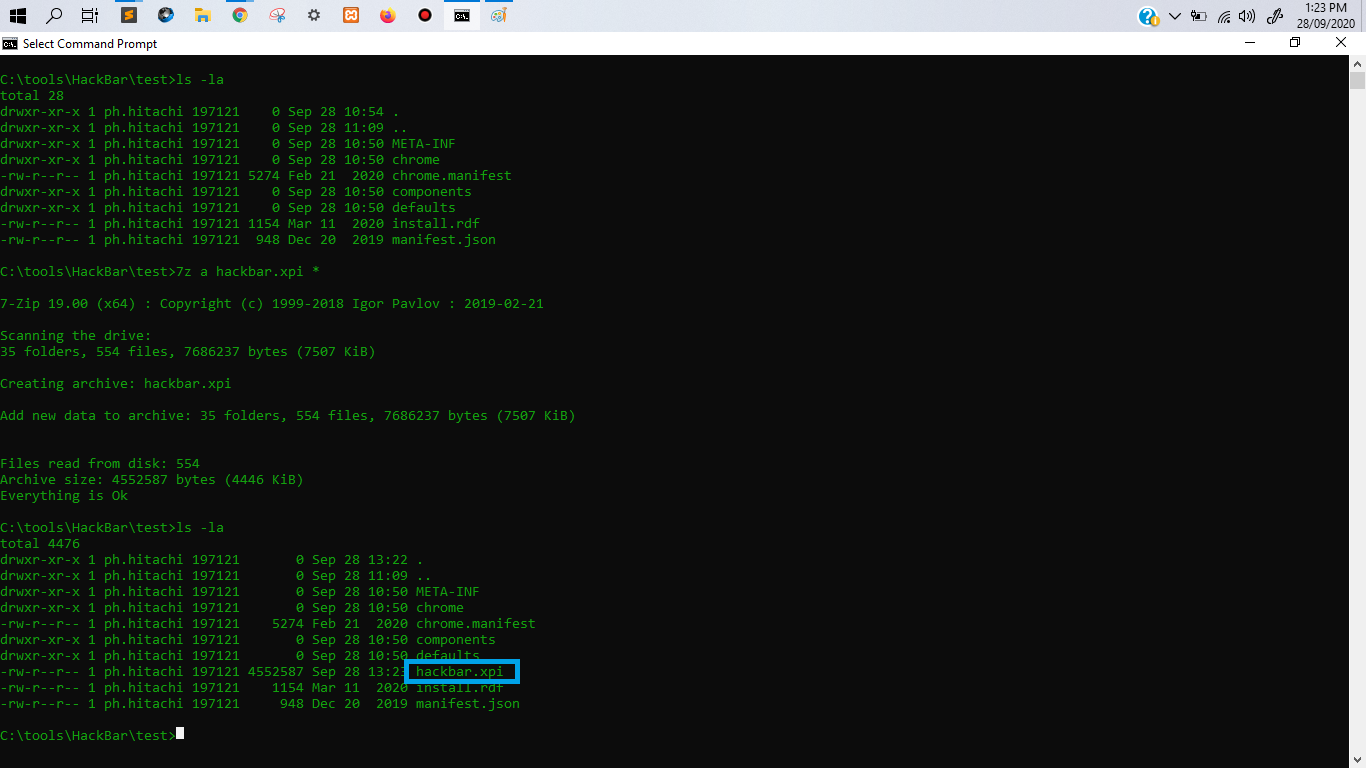 1:23 PM
28/09/2020
Select Command Prompt
C:\tools\HackBar\test>ls -la
total 28
drwxr-xr-x 1 ph.hitachi 197121    0 Sep 28 10:54 .
drwxr-xr-x 1 ph.hitachi 197121    0 Sep 28 11:09 ..
drwxr-xr-x 1 ph.hitachi 197121    0 Sep 28 10:50 META-INF
drwxr-xr-x 1 ph.hitachi 197121    0 Sep 28 10:50 chrome
-rw-r--r-- 1 ph.hitachi 197121 5274 Feb 21  2020 chrome.manifest
drwxr-xr-x 1 ph.hitachi 197121    0 Sep 28 10:50 components
drwxr-xr-x 1 ph.hitachi 197121    0 Sep 28 10:50 defaults
-rw-r--r-- 1 ph.hitachi 197121 1154 Mar 11  2020 install.rdf
-rw-r--r-- 1 ph.hitachi 197121  948 Dec 20  2019 manifest.json
C:\tools\HackBar\test>7z a hackbar.xpi *
7-Zip 19.00 (x64) : Copyright (c) 1999-2018 Igor Pavlov : 2019-02-21
Scanning the drive:
35 folders, 554 files, 7686237 bytes (7507 KiB)
Creating archive: hackbar.xpi
Add new data to archive: 35 folders, 554 files, 7686237 bytes (7507 KiB)
Files read from disk: 554
Archive size: 4552587 bytes (4446 KiB)
Everything is Ok
C:\tools\HackBar\test>ls -la
total 4476
drwxr-xr-x 1 ph.hitachi 197121       0 Sep 28 13:22 .
drwxr-xr-x 1 ph.hitachi 197121       0 Sep 28 11:09 ..
drwxr-xr-x 1 ph.hitachi 197121       0 Sep 28 10:50 META-INF
drwxr-xr-x 1 ph.hitachi 197121       0 Sep 28 10:50 chrome
-rw-r--r-- 1 ph.hitachi 197121    5274 Feb 21  2020 chrome.manifest
drwxr-xr-x 1 ph.hitachi 197121       0 Sep 28 10:50 components
drwxr-xr-x 1 ph.hitachi 197121       0 Sep 28 10:50 defaults
-rw-r--r-- 1 ph.hitachi 197121 4552587 Sep 28 13:23 hackbar.xpi
-rw-r--r-- 1 ph.hitachi 197121    1154 Mar 11  2020 install.rdf
-rw-r--r-- 1 ph.hitachi 197121     948 Dec 20  2019 manifest.json
C:\tools\HackBar\test>